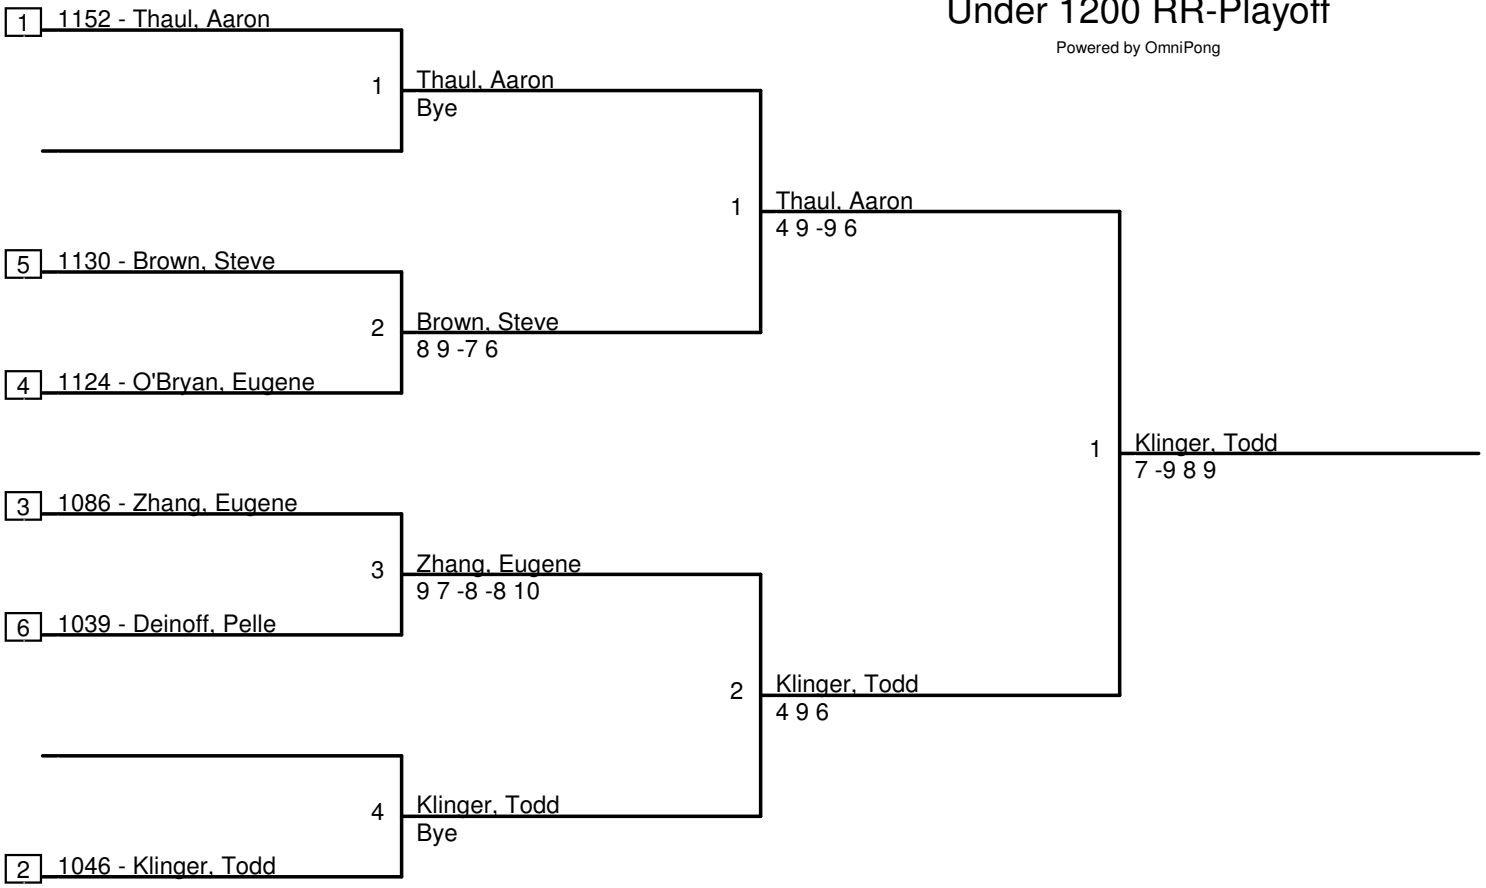 Under 1200 RR-Playoff
Powered by OmniPong
1 1152 - Thaul, Aaron
1 Thaul, Aaron
Bye
1 Thaul, Aaron
4 9 -9 6
5 1130 - Brown, Steve
2 Brown, Steve
8 9 -7 6
4 1124 - O'Bryan, Eugene
1 Klinger, Todd
7 -9 8 9
3 1086 - Zhang, Eugene
3 Zhang, Eugene
9 7 -8 -8 10
6 1039 - Deinoff, Pelle
2 Klinger, Todd
4 9 6
4 Klinger, Todd
Bye
2 1046 - Klinger, Todd